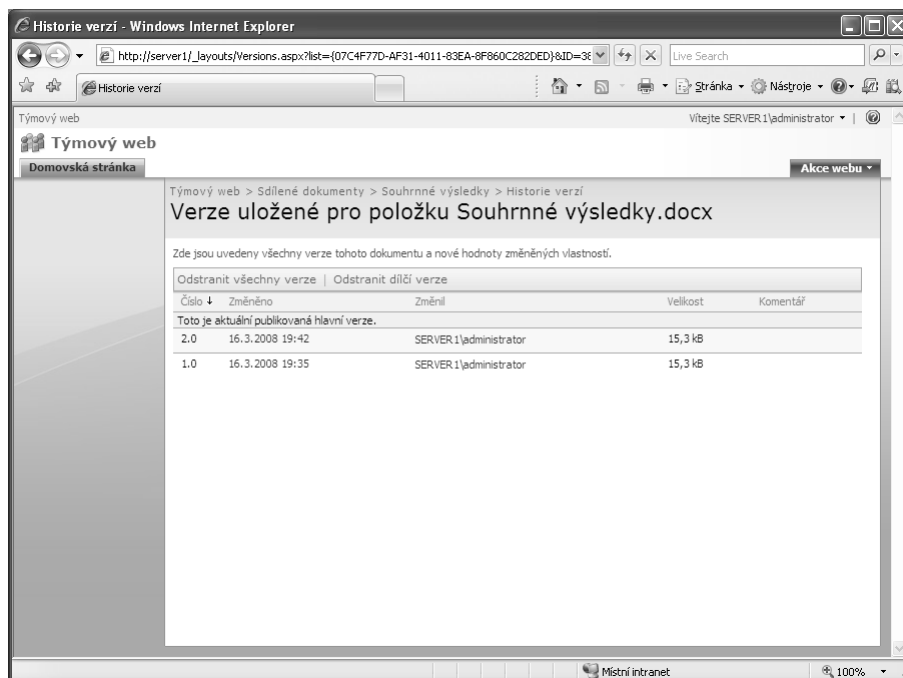 Historie verzí - Windows Internet Explorer
http://server1/_layouts/Versions.aspx?list={07C4F77D-AF31-4011-83EA-8F860C282DED}&ID=38
Live Search
Historie verzí
Stránka
Nástroje
Týmový web
Vítejte SERVER1\administrator
Týmový web
Domovská stránka
Akce webu
Týmový web > Sdílené dokumenty > Souhrnné výsledky > Historie verzí
Verze uložené pro položku Souhrnné výsledky.docx
Zde jsou uvedeny všechny verze tohoto dokumentu a nové hodnoty změněných vlastností.
Odstranit všechny verze | Odstranit dílčí verze
Číslo Změněno Změnil Velikost Komentář
Toto je aktuální publikovaná hlavní verze.
2.0 16.3.2008 19:42 SERVER1\administrator 15,3 kB
1.0 16.3.2008 19:35 SERVER1\administrator 15,3 kB
Místní intranet
100%